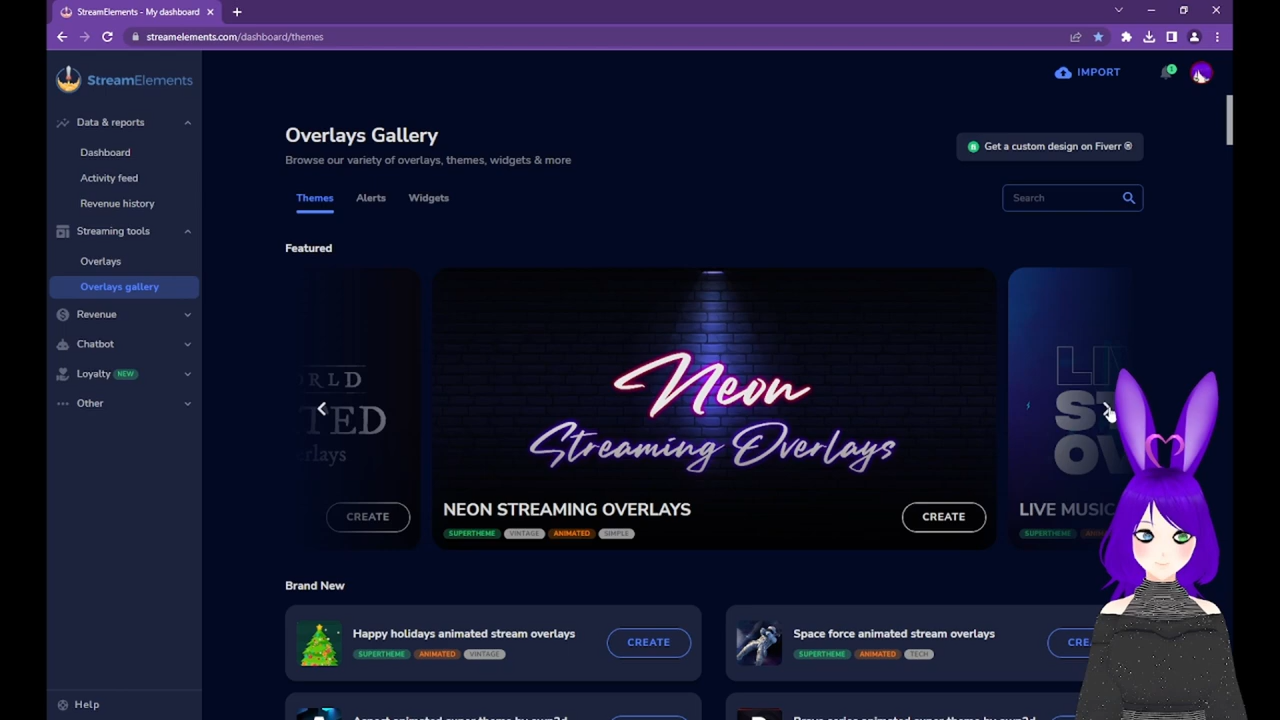 StreamElements - My dashboard
streamelements.com/dashboard/themes
StreamElements
IMPORT
1
Data & reports
Dashboard
Activity feed
Revenue history
Streaming tools
Overlays
Overlays gallery
Revenue
Chatbot
Loyalty NEW
Other
Help
Overlays Gallery
Browse our variety of overlays, themes, widgets & more
Get a custom design on Fiverr ®
Themes Alerts Widgets
Search
Featured
CREATE
Neon
Streaming Overlays
NEON STREAMING OVERLAYS
SUPERTHEME VINTAGE ANIMATED SIMPLE
CREATE
LIVE MUSIC
SUPERTHEME
Brand New
Happy holidays animated stream overlays
SUPERTHEME ANIMATED VINTAGE
CREATE
Space force animated stream overlays
SUPERTHEME ANIMATED TECH